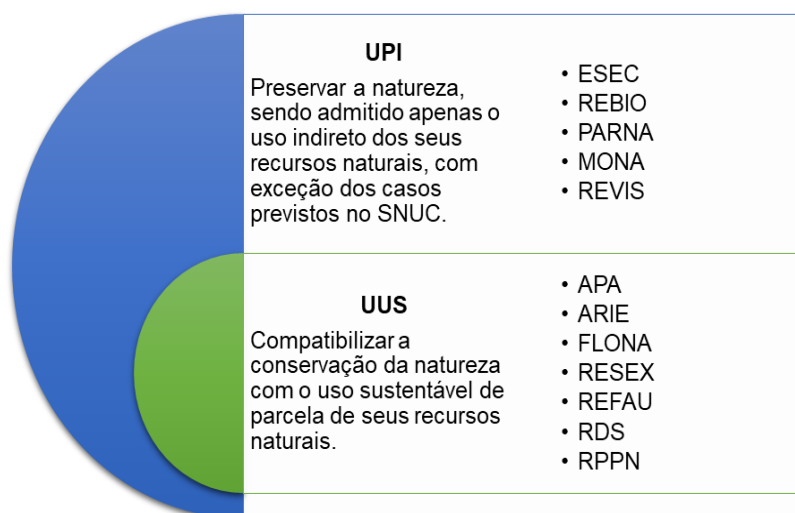 UPI
Preservar a natureza,
sendo admitido apenas o
uso indireto dos seus
recursos naturais, com
exceção dos casos
previstos no SNUC.
• ESEC
• REBIO
• PARNA
• MONA
• REVIS
UUS
Compatibilizar a
conservação da natureza
com o uso sustentável de
parcela de seus recursos
naturais.
• APA
• ARIE
• FLONA
• RESEX
• REFAU
• RDS
• RPPN